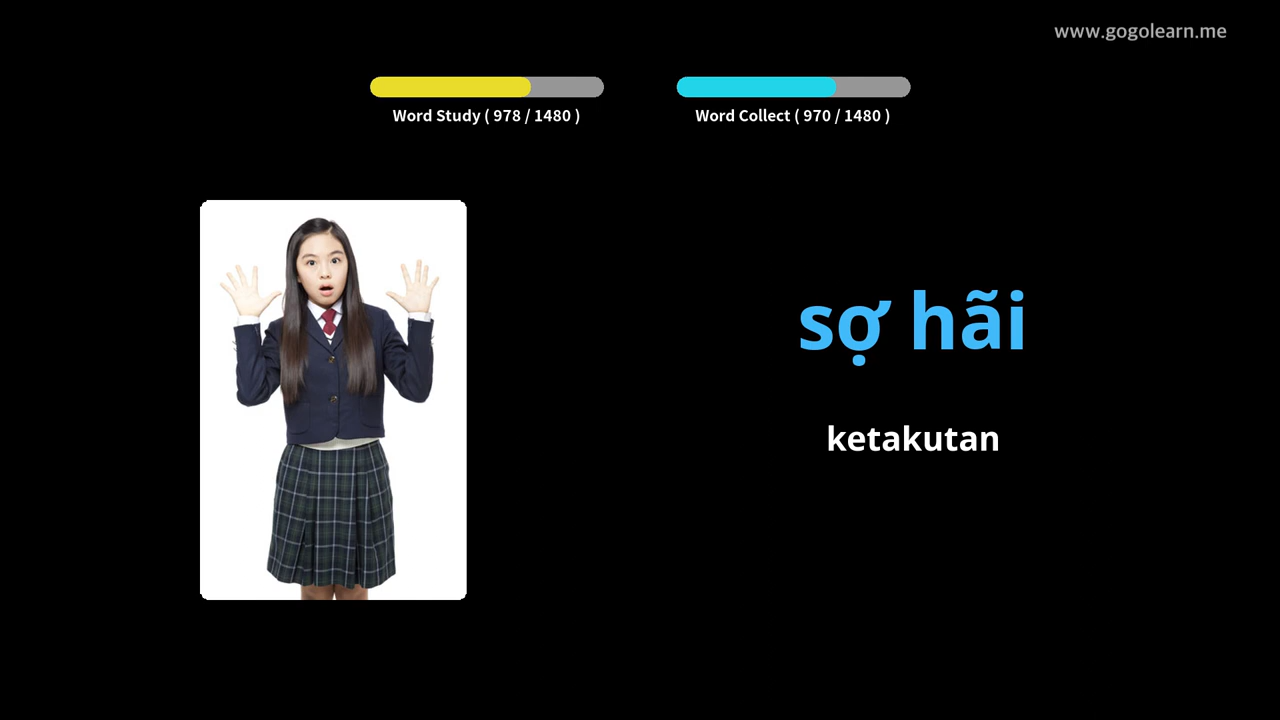 www.gogolearn.me
Word Study ( 978 / 1480 )
Word Collect ( 970 / 1480 )
sợ hãi
ketakutan